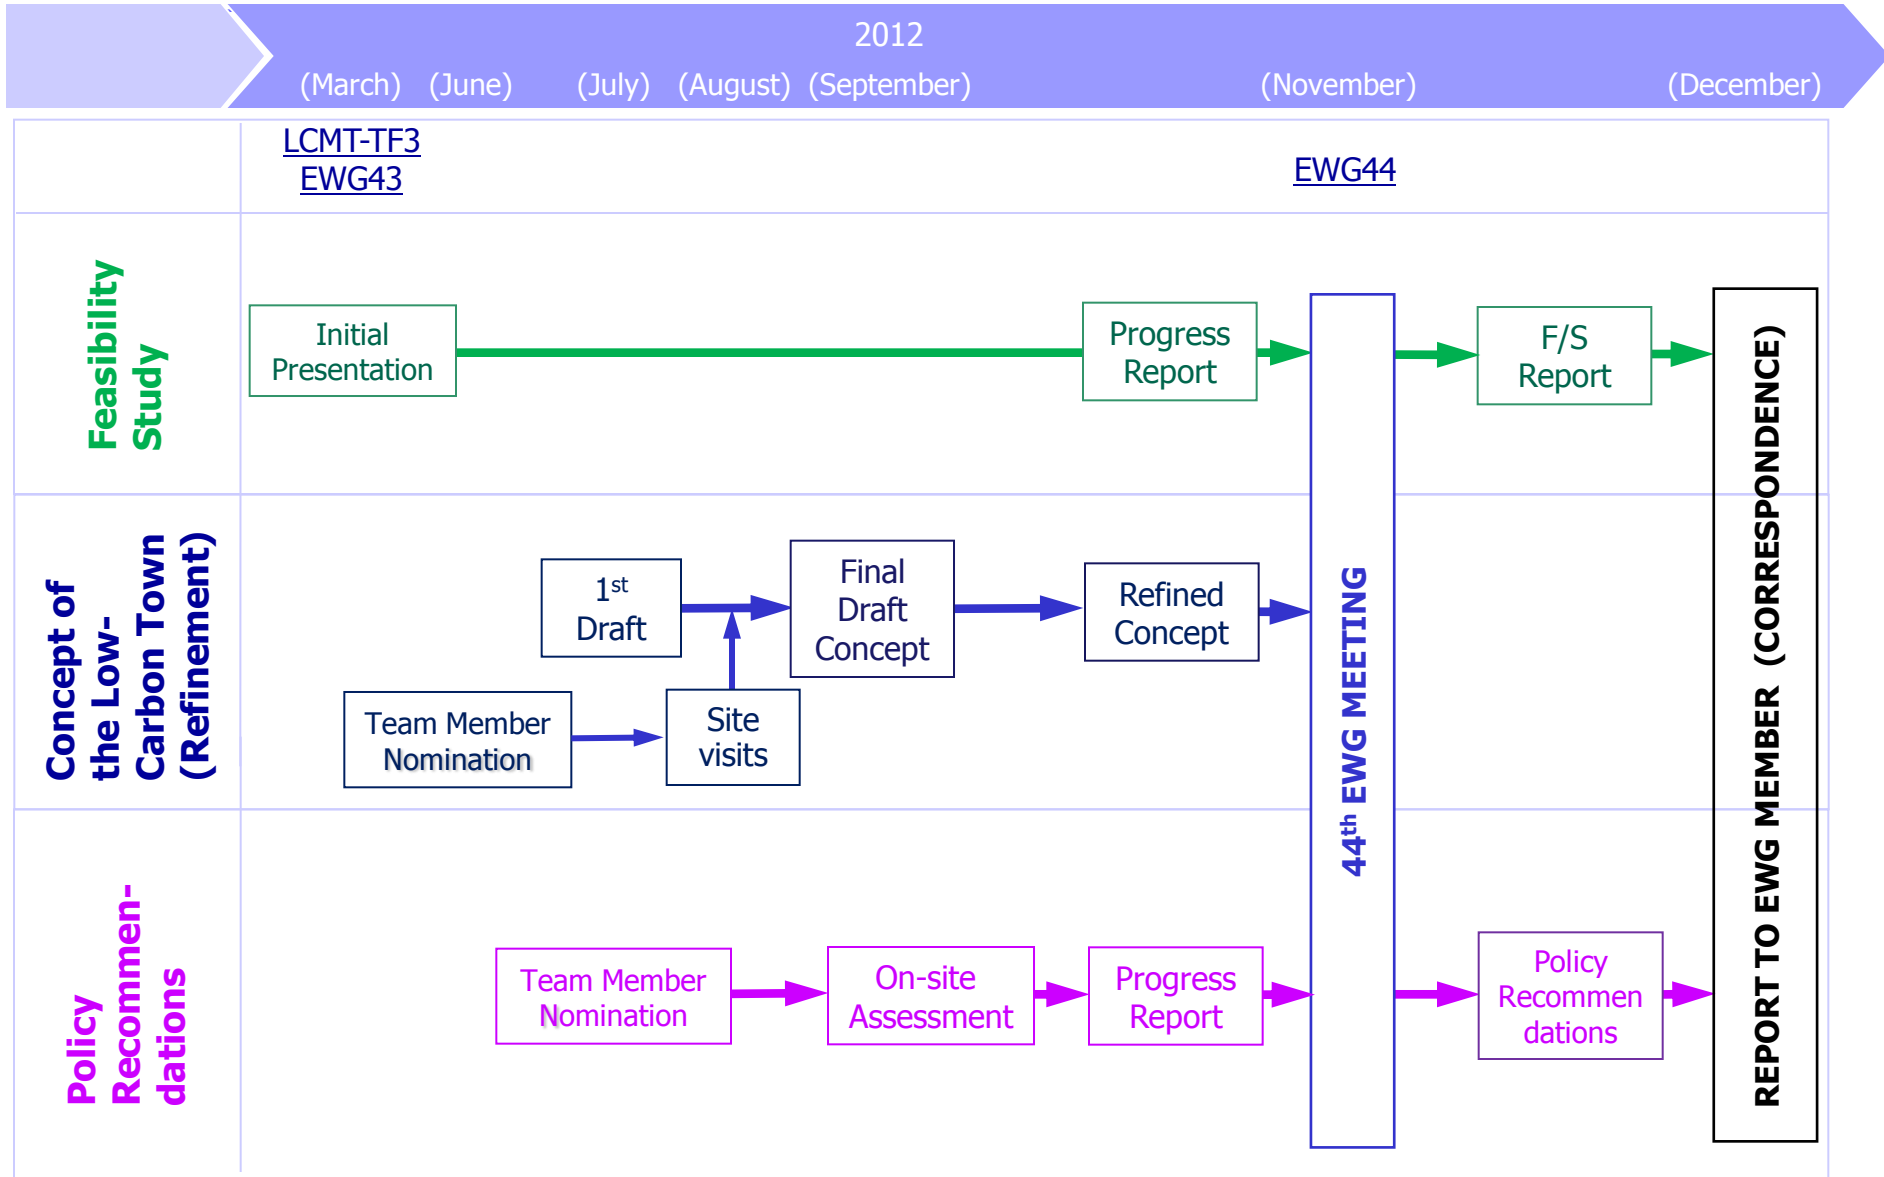 2012
(March) (June) (July) (August) (September) (November) (December)
LCMT-TF3
EWG43
EWG44
Feasibility
Study
Initial
Presentation
Progress
Report
F/S
Report
Concept of
the Low-
Carbon Town
(Refinement)
1st
Draft
Final
Draft
Concept
Refined
Concept
Team Member
Nomination
Site
visits
44th EWG MEETING
REPORT TO EWG MEMBER (CORRESPONDENCE)
Policy
Recommen-
dations
Team Member
Nomination
On-site
Assessment
Progress
Report
Policy
Recommen
dations